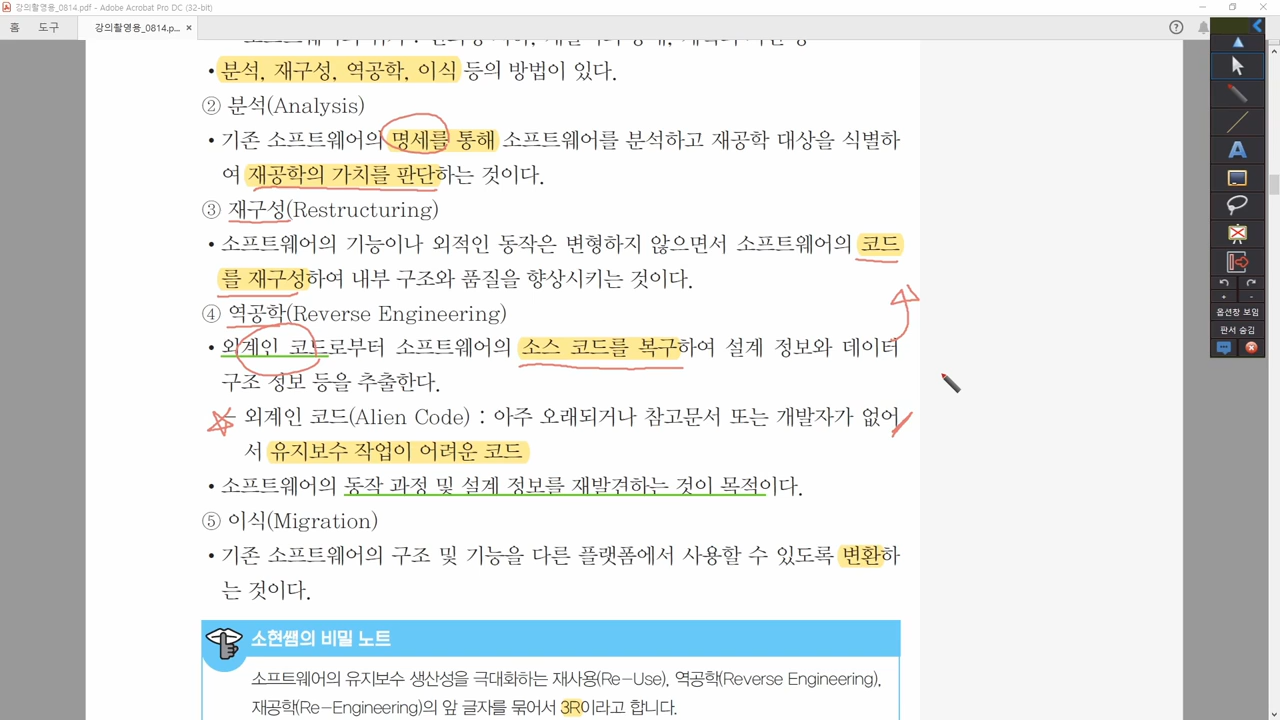 강의촬영용_0814.pdf - Adobe Acrobat Pro DC (32-bit)
홈 도구 강의촬영용_0814.p... ×
• 분석, 재구성, 역공학, 이식 등의 방법이 있다.
② 분석(Analysis)
• 기존 소프트웨어의 명세를 통해 소프트웨어를 분석하고 재공학 대상을 식별하
여 재공학의 가치를 판단하는 것이다.
③ 재구성(Restructuring)
• 소프트웨어의 기능이나 외적인 동작은 변형하지 않으면서 소프트웨어의 코드
를 재구성하여 내부 구조와 품질을 향상시키는 것이다.
④ 역공학(Reverse Engineering)
• 외계인 코드로부터 소프트웨어의 소스 코드를 복구하여 설계 정보와 데이터
구조 정보 등을 추출한다.
- 외계인 코드(Alien Code) : 아주 오래되거나 참고문서 또는 개발자가 없어
서 유지보수 작업이 어려운 코드
• 소프트웨어의 동작 과정 및 설계 정보를 재발견하는 것이 목적이다.
⑤ 이식(Migration)
• 기존 소프트웨어의 구조 및 기능을 다른 플랫폼에서 사용할 수 있도록 변환하
는 것이다.
소현쌤의 비밀 노트
소프트웨어의 유지보수 생산성을 극대화하는 재사용(Re-Use), 역공학(Reverse Engineering),
재공학(Re-Engineering)의 앞 글자를 묶어서 3R이라고 합니다.
옵션창 보임
판서 숨김